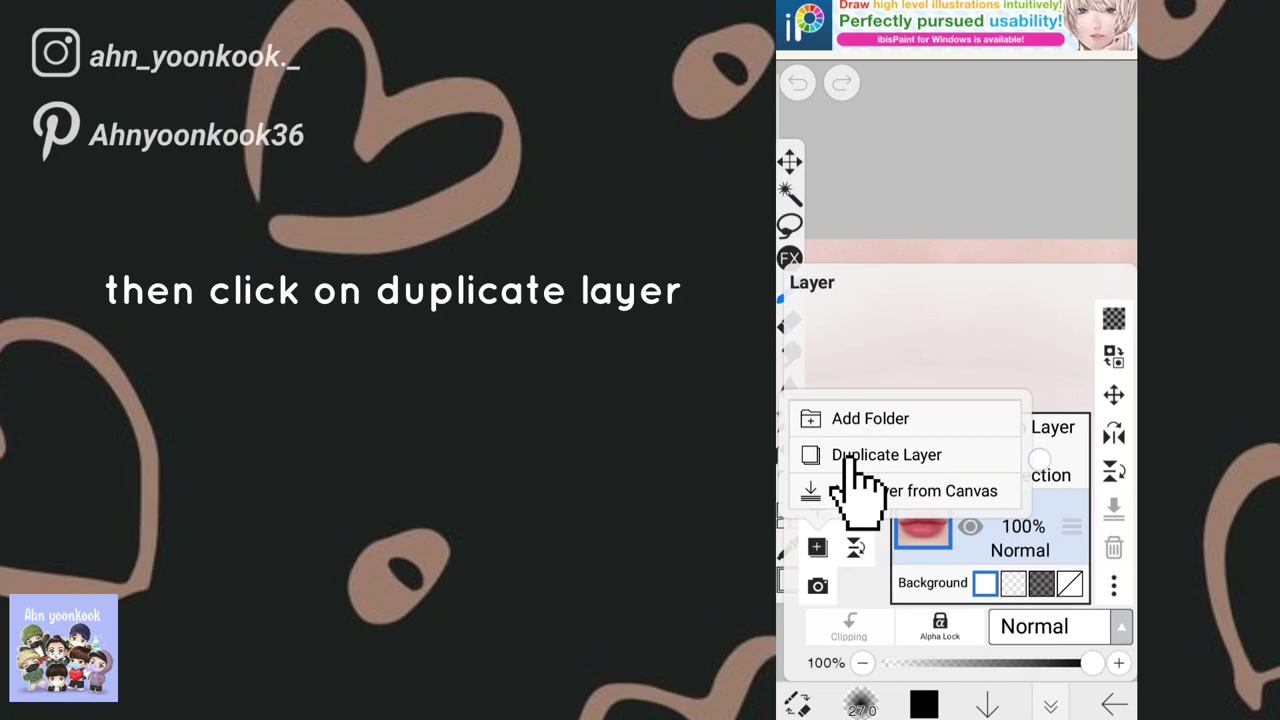 ahn_yoonkook._
Ahnyoonkook36
then click on duplicate layer
Ahn yoonkook
Draw high level illustrations intuitively!
Perfectly pursued usability!
ibisPaint for Windows is available!
FX
Layer
Add Folder
Duplicate Layer
er from Canvas
Layer
ection
100%
Normal
Background
Clipping
Alpha Lock
Normal
100%
27.0